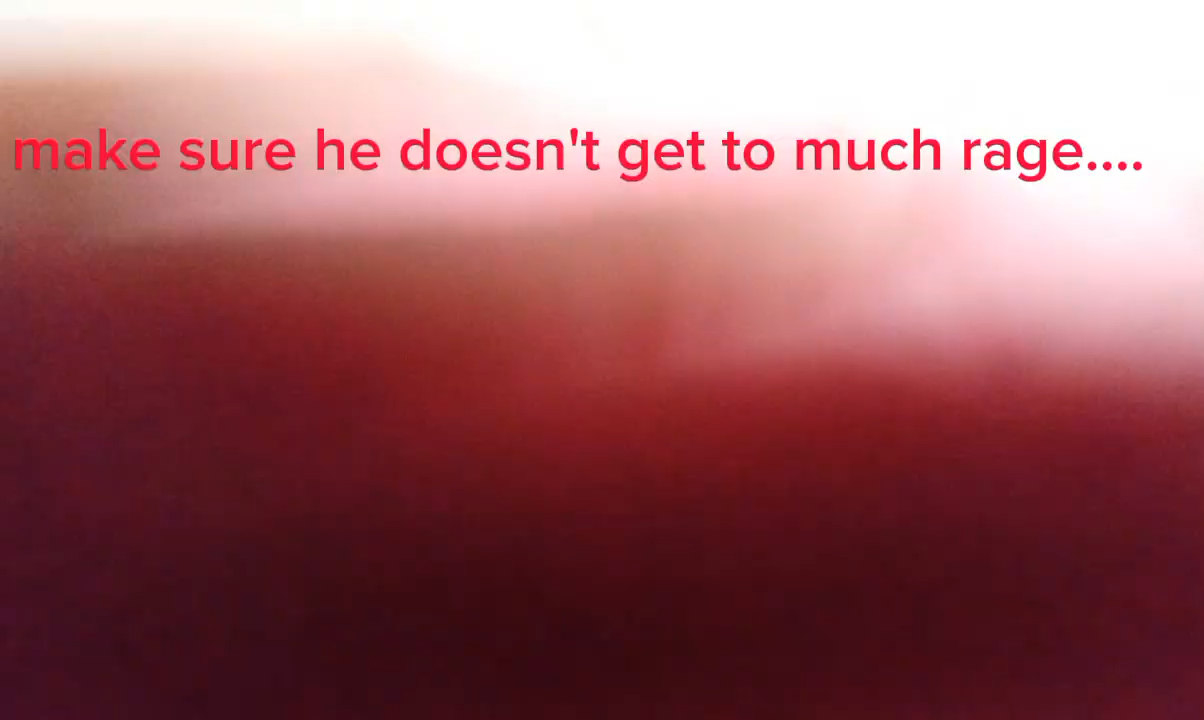 make sure he doesn't get to much rage....